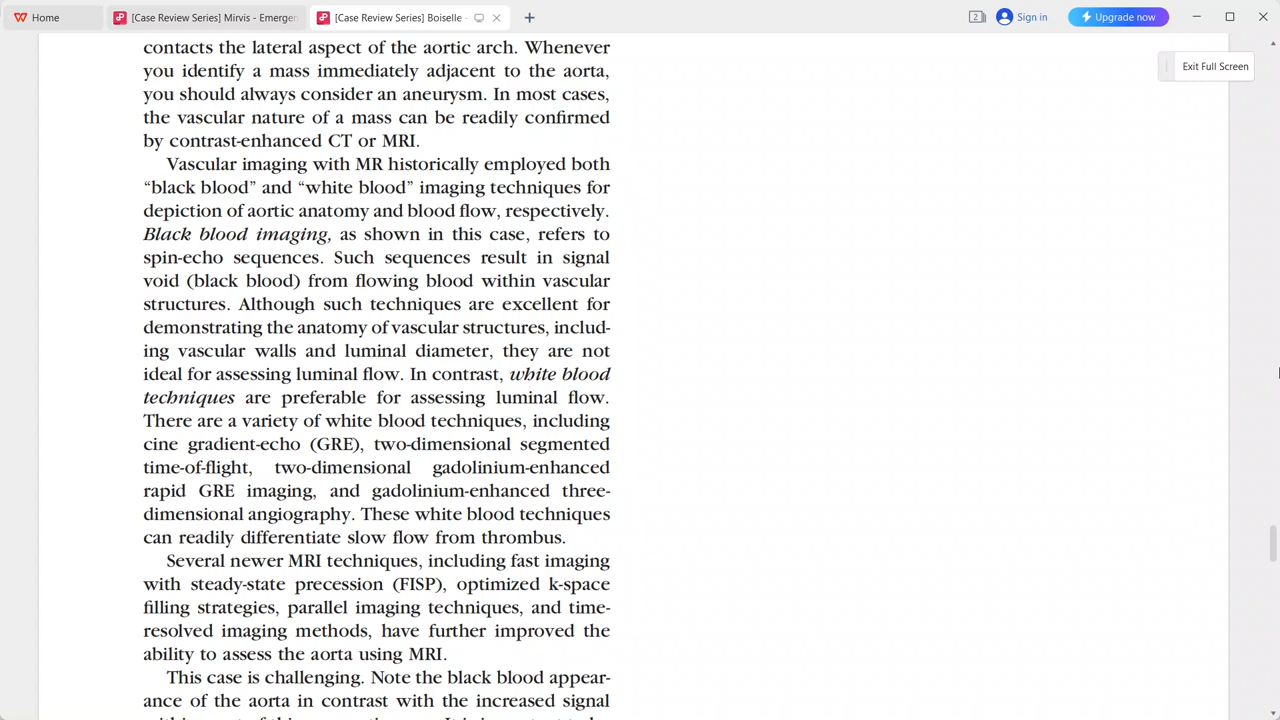 Home
[Case Review Series] Mirvis - Emergen
[Case Review Series] Boiselle -
2
Sign in
Upgrade now
Exit Full Screen
contacts the lateral aspect of the aortic arch. Whenever
you identify a mass immediately adjacent to the aorta,
you should always consider an aneurysm. In most cases,
the vascular nature of a mass can be readily confirmed
by contrast-enhanced CT or MRI.
Vascular imaging with MR historically employed both
“black blood” and “white blood” imaging techniques for
depiction of aortic anatomy and blood flow, respectively.
Black blood imaging, as shown in this case, refers to
spin-echo sequences. Such sequences result in signal
void (black blood) from flowing blood within vascular
structures. Although such techniques are excellent for
demonstrating the anatomy of vascular structures, includ-
ing vascular walls and luminal diameter, they are not
ideal for assessing luminal flow. In contrast, white blood
techniques are preferable for assessing luminal flow.
There are a variety of white blood techniques, including
cine gradient-echo (GRE), two-dimensional segmented
time-of-flight, two-dimensional gadolinium-enhanced
rapid GRE imaging, and gadolinium-enhanced three-
dimensional angiography. These white blood techniques
can readily differentiate slow flow from thrombus.
Several newer MRI techniques, including fast imaging
with steady-state precession (FISP), optimized k-space
filling strategies, parallel imaging techniques, and time-
resolved imaging methods, have further improved the
ability to assess the aorta using MRI.
This case is challenging. Note the black blood appear-
ance of the aorta in contrast with the increased signal